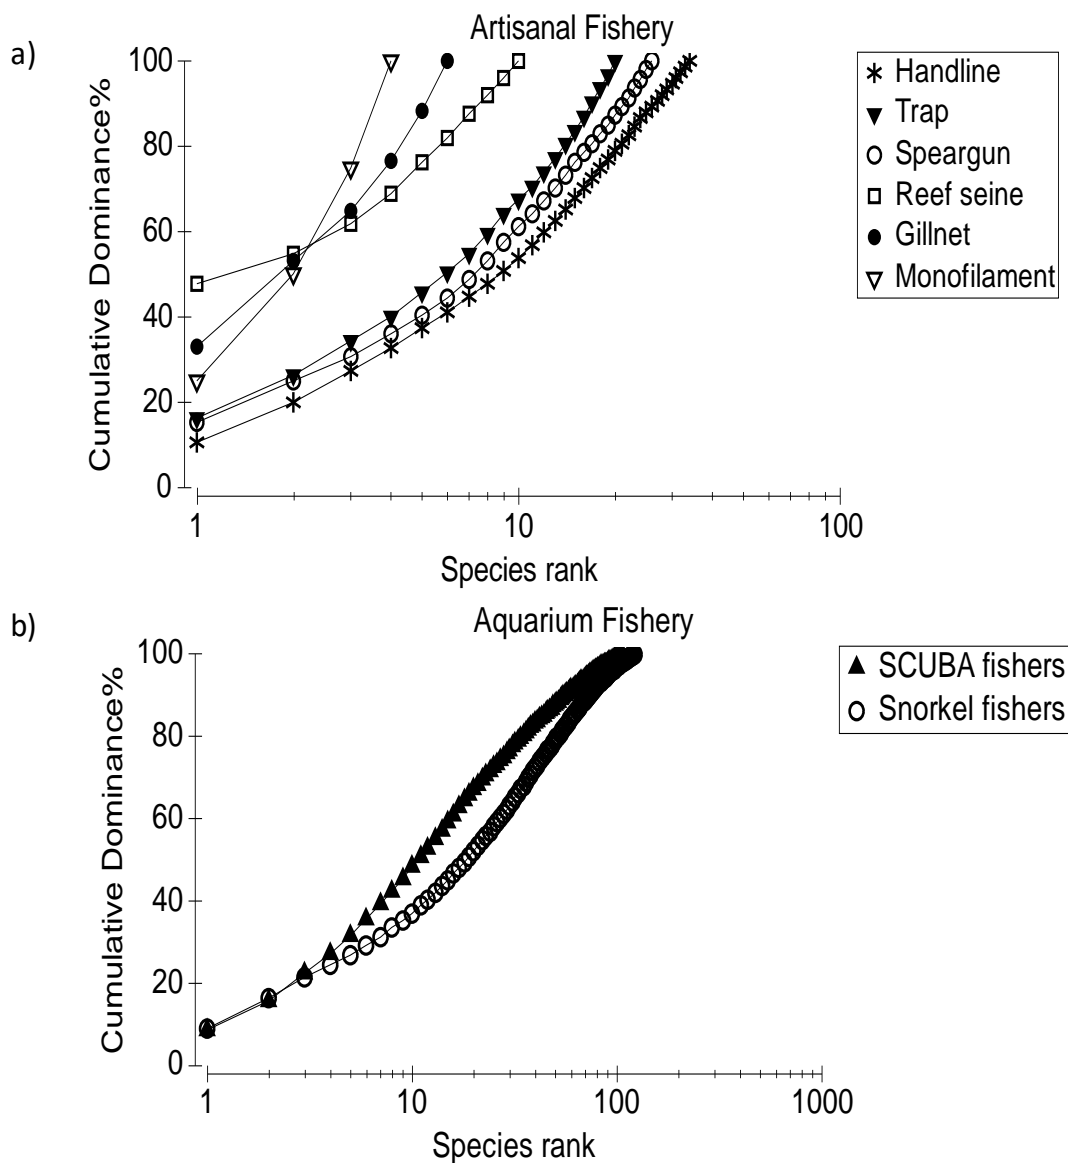 a)
Artisanal Fishery
Cumulative Dominance%
100
80
60
40
20
0
1
10
100
Species rank
Handline
Trap
Speargun
Reef seine
Gillnet
Monofilament
b)
Aquarium Fishery
Cumulative Dominance%
100
80
60
40
20
0
1
10
100
1000
Species rank
SCUBA fishers
Snorkel fishers